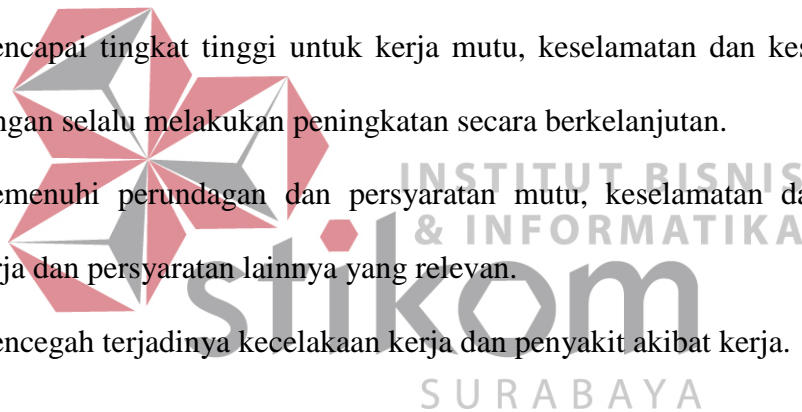 encapai tingkat tinggi untuk kerja mutu, keselamatan dan kes
ngan selalu melakukan peningkatan secara berkelanjutan.
INSTITUT BISNIS
emenuhi perundagan dan persyaratan mutu, keselamatan da
& INFORMATIKA
rja dan persyaratan lainnya yang relevan.
stikom
encegah terjadinya kecelakaan kerja dan penyakit akibat kerja.
SURABAYA